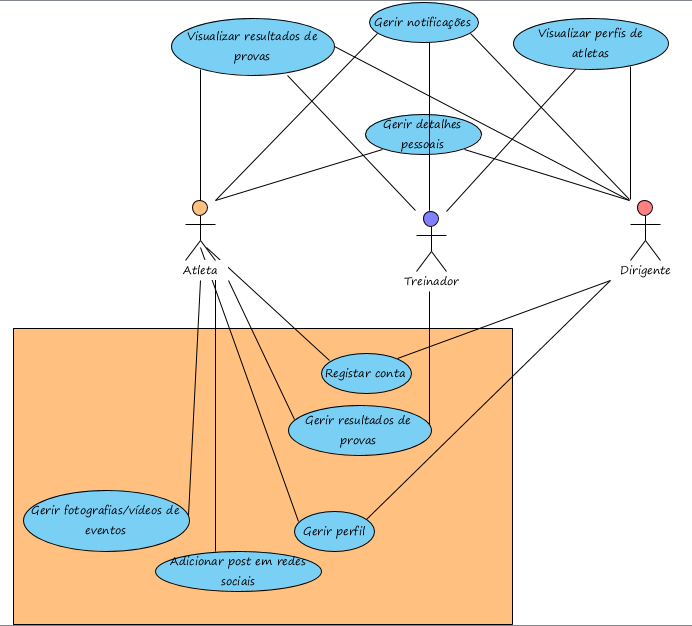 Gerir notificações
Visualizar resultados de
provas
Visualizar perfis de
atletas
Gerir detalhes
pessoais
Atleta
Treinador
Dirigente
Registar conta
Gerir resultados de
provas
Gerir fotografias/vídeos de
eventos
Gerir perfil
Adicionar post em redes
sociais